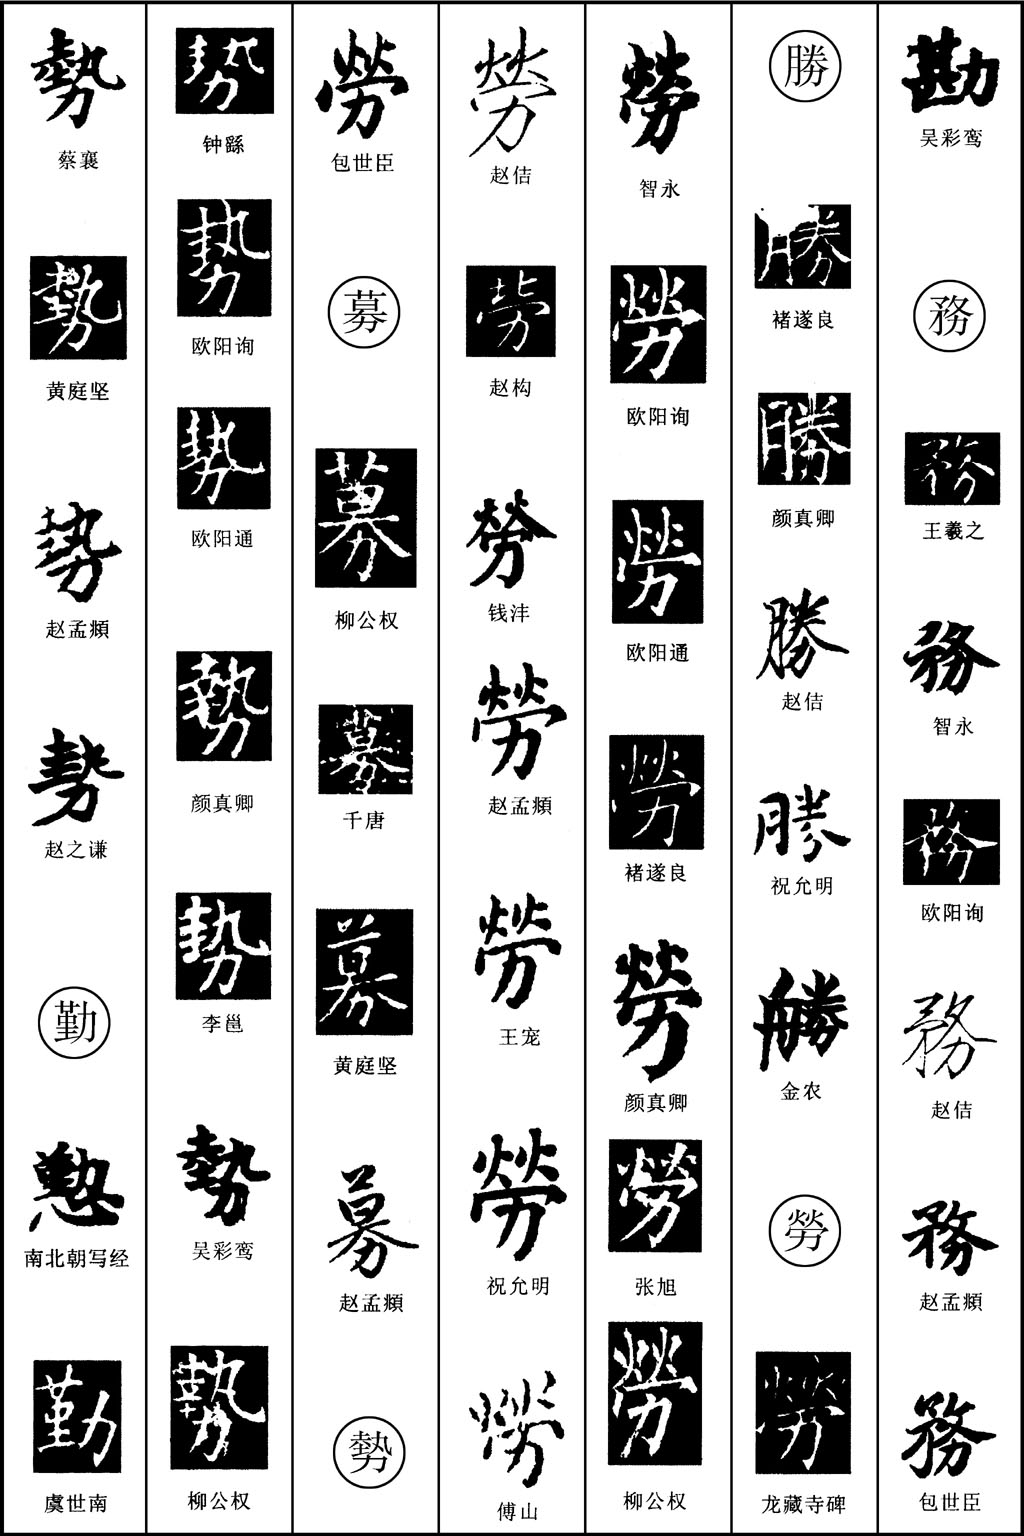 勘
吴彩鸾
務
務
王羲之
務
智永
務
欧阳询
務
赵佶
務
赵孟頫
務
包世臣
勝
勝
褚遂良
勝
颜真卿
勝
赵佶
勝
祝允明
勝
金农
勞
勞
龙藏寺碑
勞
智永
勞
欧阳询
勞
欧阳通
勞
褚遂良
勞
颜真卿
勞
张旭
勞
柳公权
勞
赵佶
勞
赵构
勞
钱沣
勞
赵孟頫
勞
王宠
勞
祝允明
勞
傅山
勞
包世臣
募
募
柳公权
募
千唐
募
黄庭坚
募
赵孟頫
勢
勢
钟繇
勢
欧阳询
勢
欧阳通
勢
颜真卿
勢
李邕
勢
吴彩鸾
勢
柳公权
勢
蔡襄
勢
黄庭坚
勢
赵孟頫
勢
赵之谦
勤
懃
南北朝写经
勤
虞世南